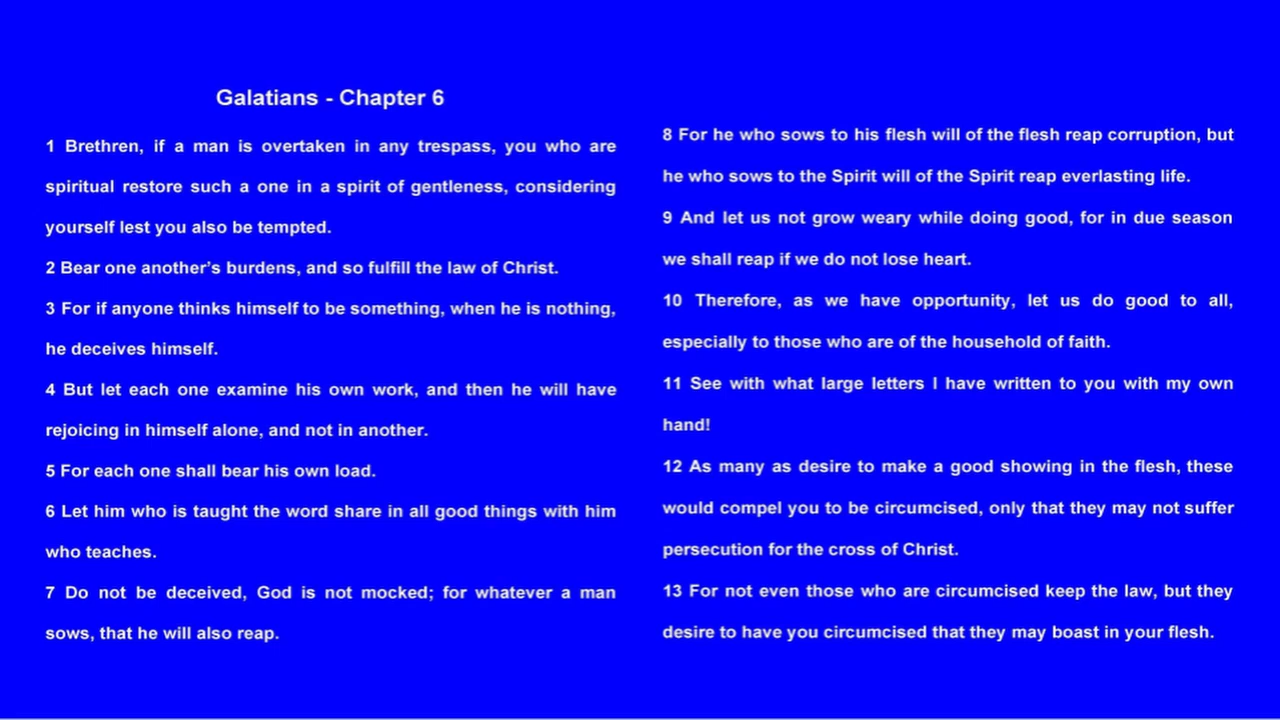 Galatians - Chapter 6
1 Brethren, if a man is overtaken in any trespass, you who are
spiritual restore such a one in a spirit of gentleness, considering
yourself lest you also be tempted.
2 Bear one another’s burdens, and so fulfill the law of Christ.
3 For if anyone thinks himself to be something, when he is nothing,
he deceives himself.
4 But let each one examine his own work, and then he will have
rejoicing in himself alone, and not in another.
5 For each one shall bear his own load.
6 Let him who is taught the word share in all good things with him
who teaches.
7 Do not be deceived, God is not mocked; for whatever a man
sows, that he will also reap.
8 For he who sows to his flesh will of the flesh reap corruption, but
he who sows to the Spirit will of the Spirit reap everlasting life.
9 And let us not grow weary while doing good, for in due season
we shall reap if we do not lose heart.
10 Therefore, as we have opportunity, let us do good to all,
especially to those who are of the household of faith.
11 See with what large letters I have written to you with my own
hand!
12 As many as desire to make a good showing in the flesh, these
would compel you to be circumcised, only that they may not suffer
persecution for the cross of Christ.
13 For not even those who are circumcised keep the law, but they
desire to have you circumcised that they may boast in your flesh.